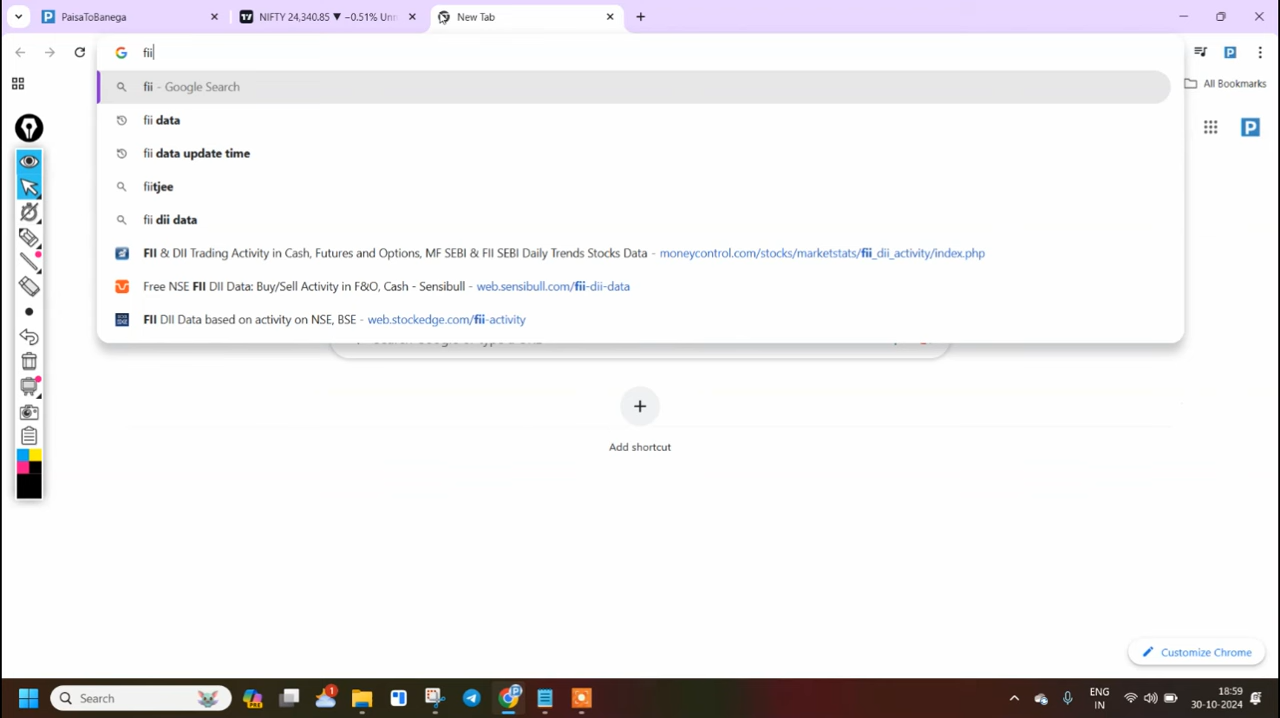 PaisaToBanega
NIFTY 24,340.85 ▼ −0.51% Unn
New Tab
fii
fii - Google Search
All Bookmarks
fii data
fii data update time
fiitjee
fii dii data
FII & DII Trading Activity in Cash, Futures and Options, MF SEBI & FII SEBI Daily Trends Stocks Data - moneycontrol.com/stocks/marketstats/fii_dii_activity/index.php
Free NSE FII DII Data: Buy/Sell Activity in F&O, Cash - Sensibull - web.sensibull.com/fii-dii-data
FII DII Data based on activity on NSE, BSE - web.stockedge.com/fii-activity
Add shortcut
Customize Chrome
Search
ENG
IN
18:59
30-10-2024